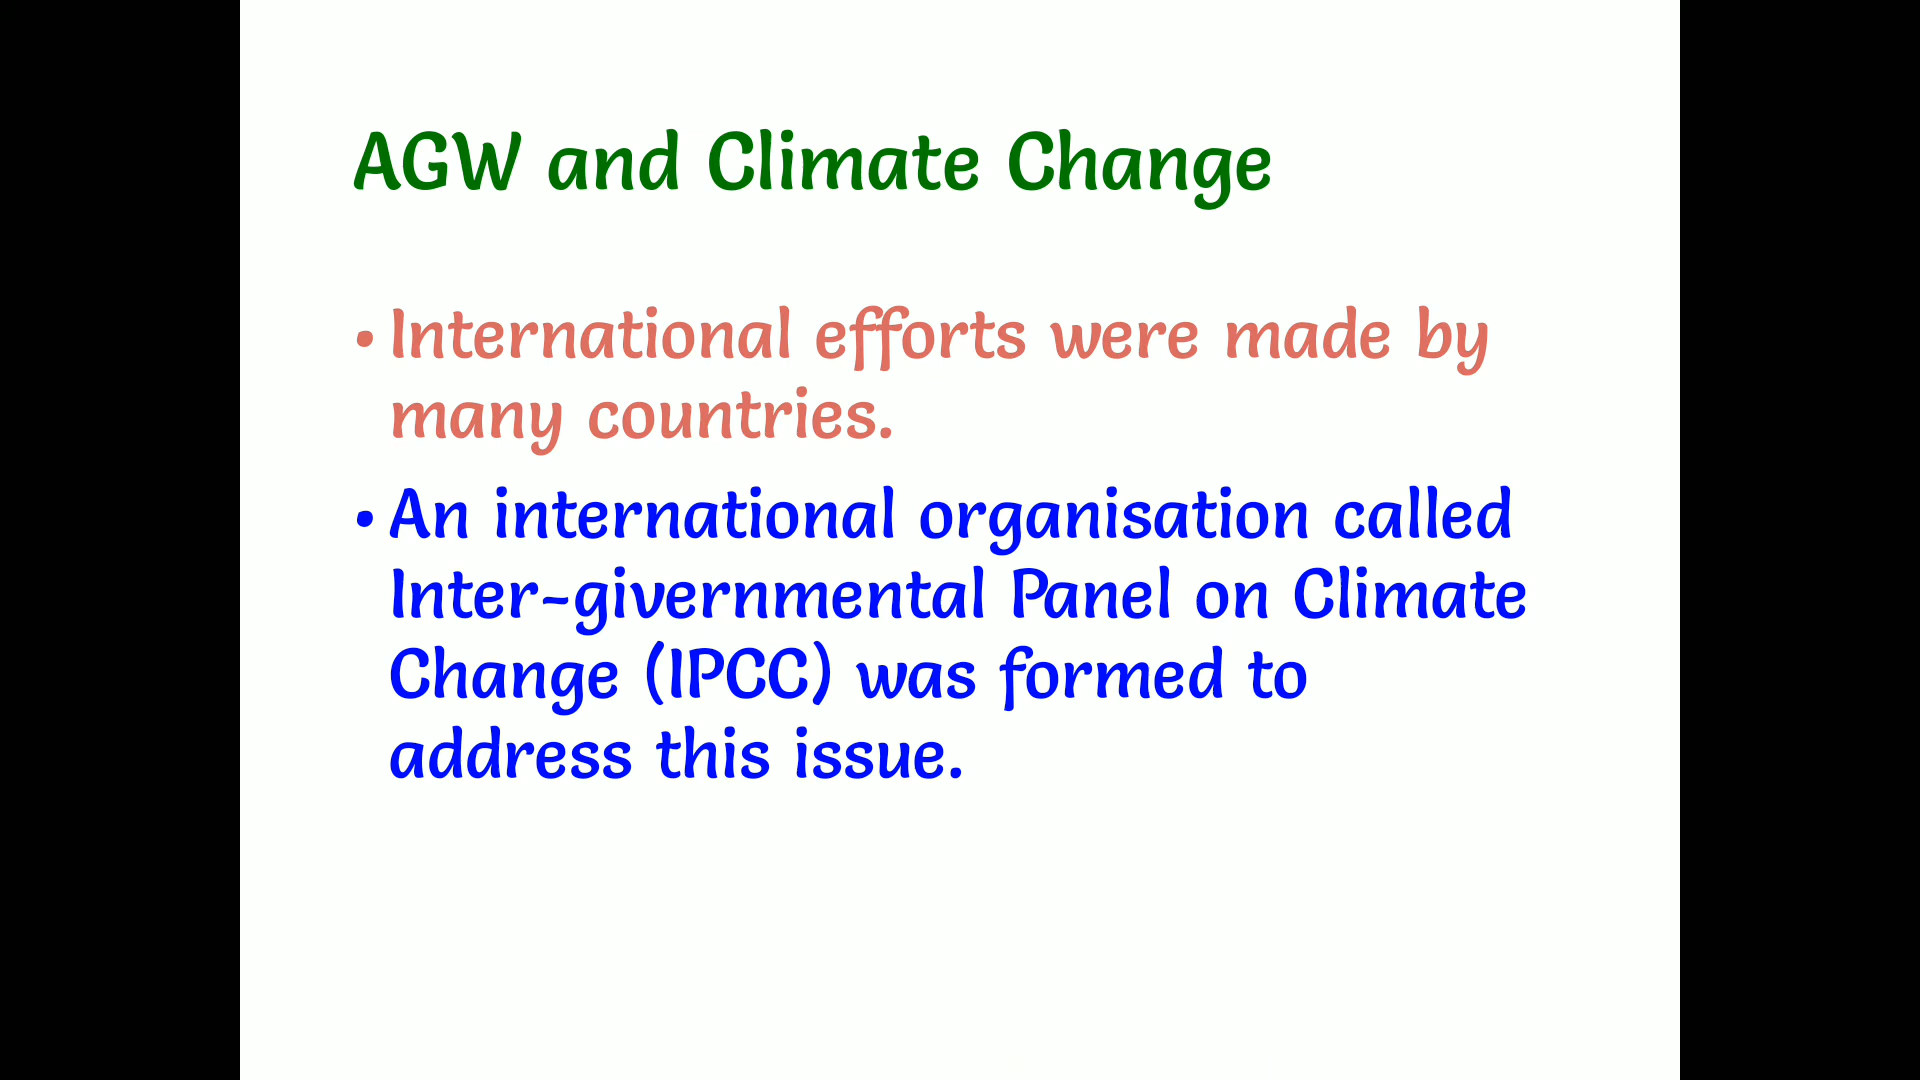 AGW and Climate Change
• International efforts were made by
many countries.
• An international organisation called
Inter-givernmental Panel on Climate
Change (IPCC) was formed to
address this issue.